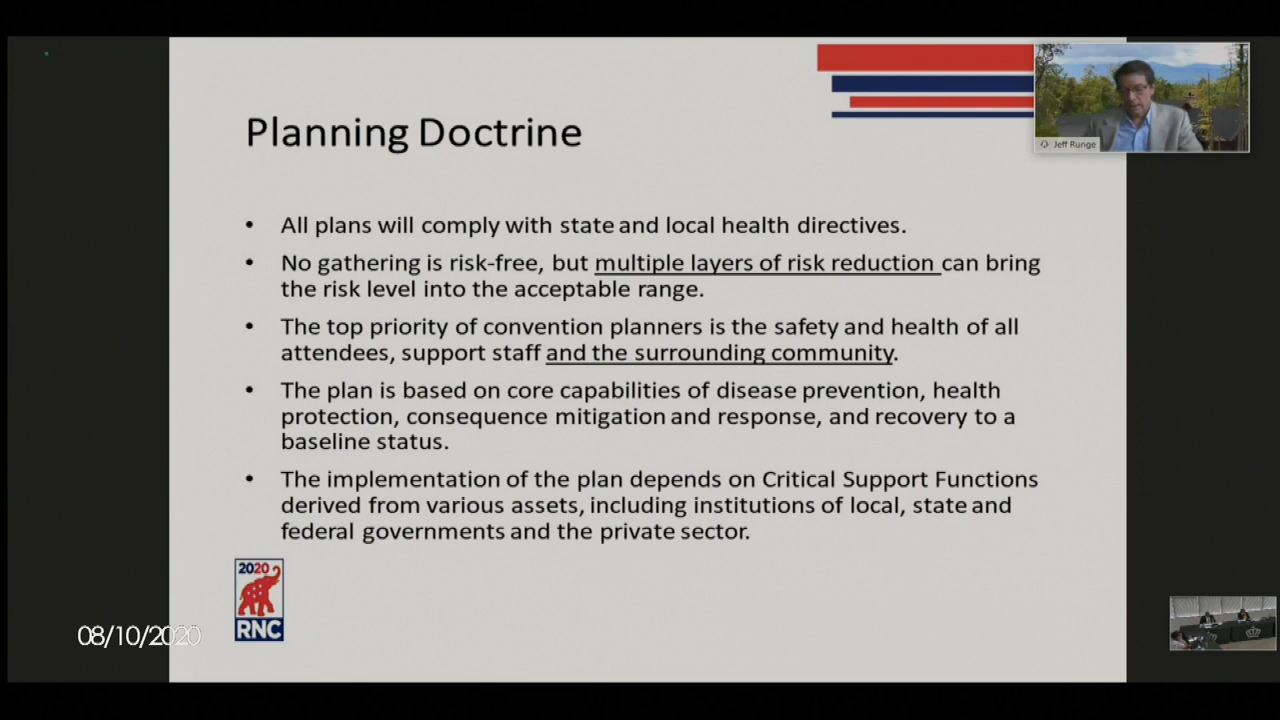 Planning Doctrine
Jeff Runge
• All plans will comply with state and local health directives.
• No gathering is risk-free, but multiple layers of risk reduction can bring
the risk level into the acceptable range.
• The top priority of convention planners is the safety and health of all
attendees, support staff and the surrounding community.
• The plan is based on core capabilities of disease prevention, health
protection, consequence mitigation and response, and recovery to a
baseline status.
• The implementation of the plan depends on Critical Support Functions
derived from various assets, including institutions of local, state and
federal governments and the private sector.
2020
RNC
08/10/2020